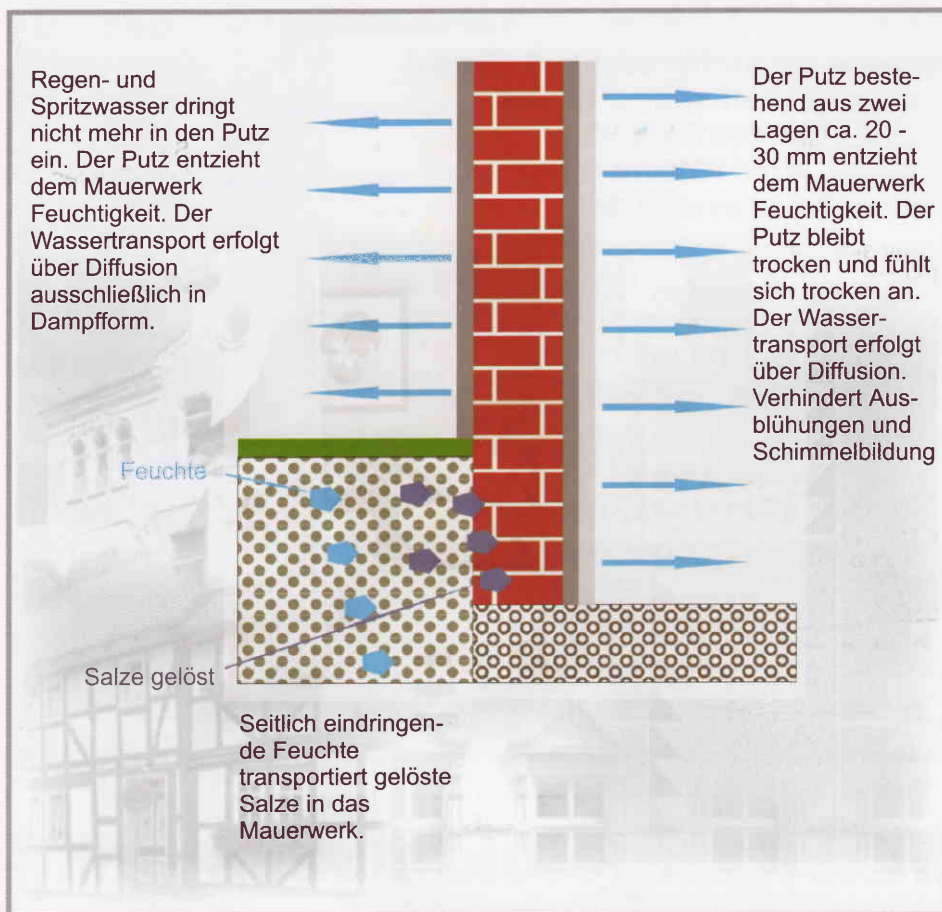 Regen- und
Spritzwasser dringt
nicht mehr in den Putz
ein. Der Putz entzieht
dem Mauerwerk
Feuchtigkeit. Der
Wassertransport erfolgt
über Diffusion
ausschließlich in
Dampfform.
Der Putz beste-
hend aus zwei
Lagen ca. 20 -
30 mm entzieht
dem Mauerwerk
Feuchtigkeit. Der
Putz bleibt
trocken und fühlt
sich trocken an.
Der Wasser-
transport erfolgt
über Diffusion.
Verhindert Aus-
blühungen und
Schimmelbildung
Feuchte
Salze gelöst
Seitlich eindringen-
de Feuchte
transportiert gelöste
Salze in das
Mauerwerk.